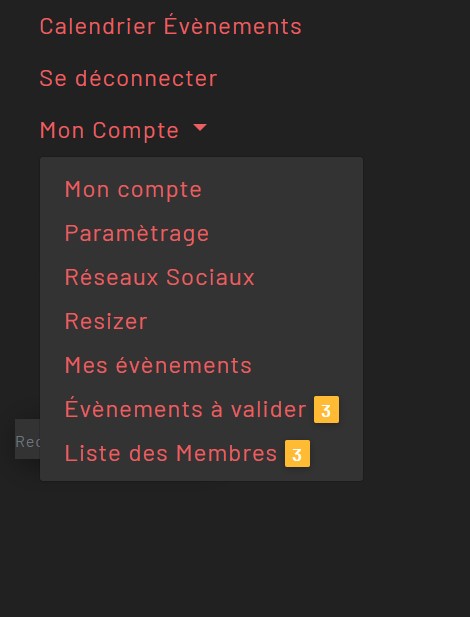 Calendrier Évènements
Se déconnecter
Mon Compte
Mon compte
Paramètrage
Réseaux Sociaux
Resizer
Mes évènements
Évènements à valider 3
Liste des Membres 3